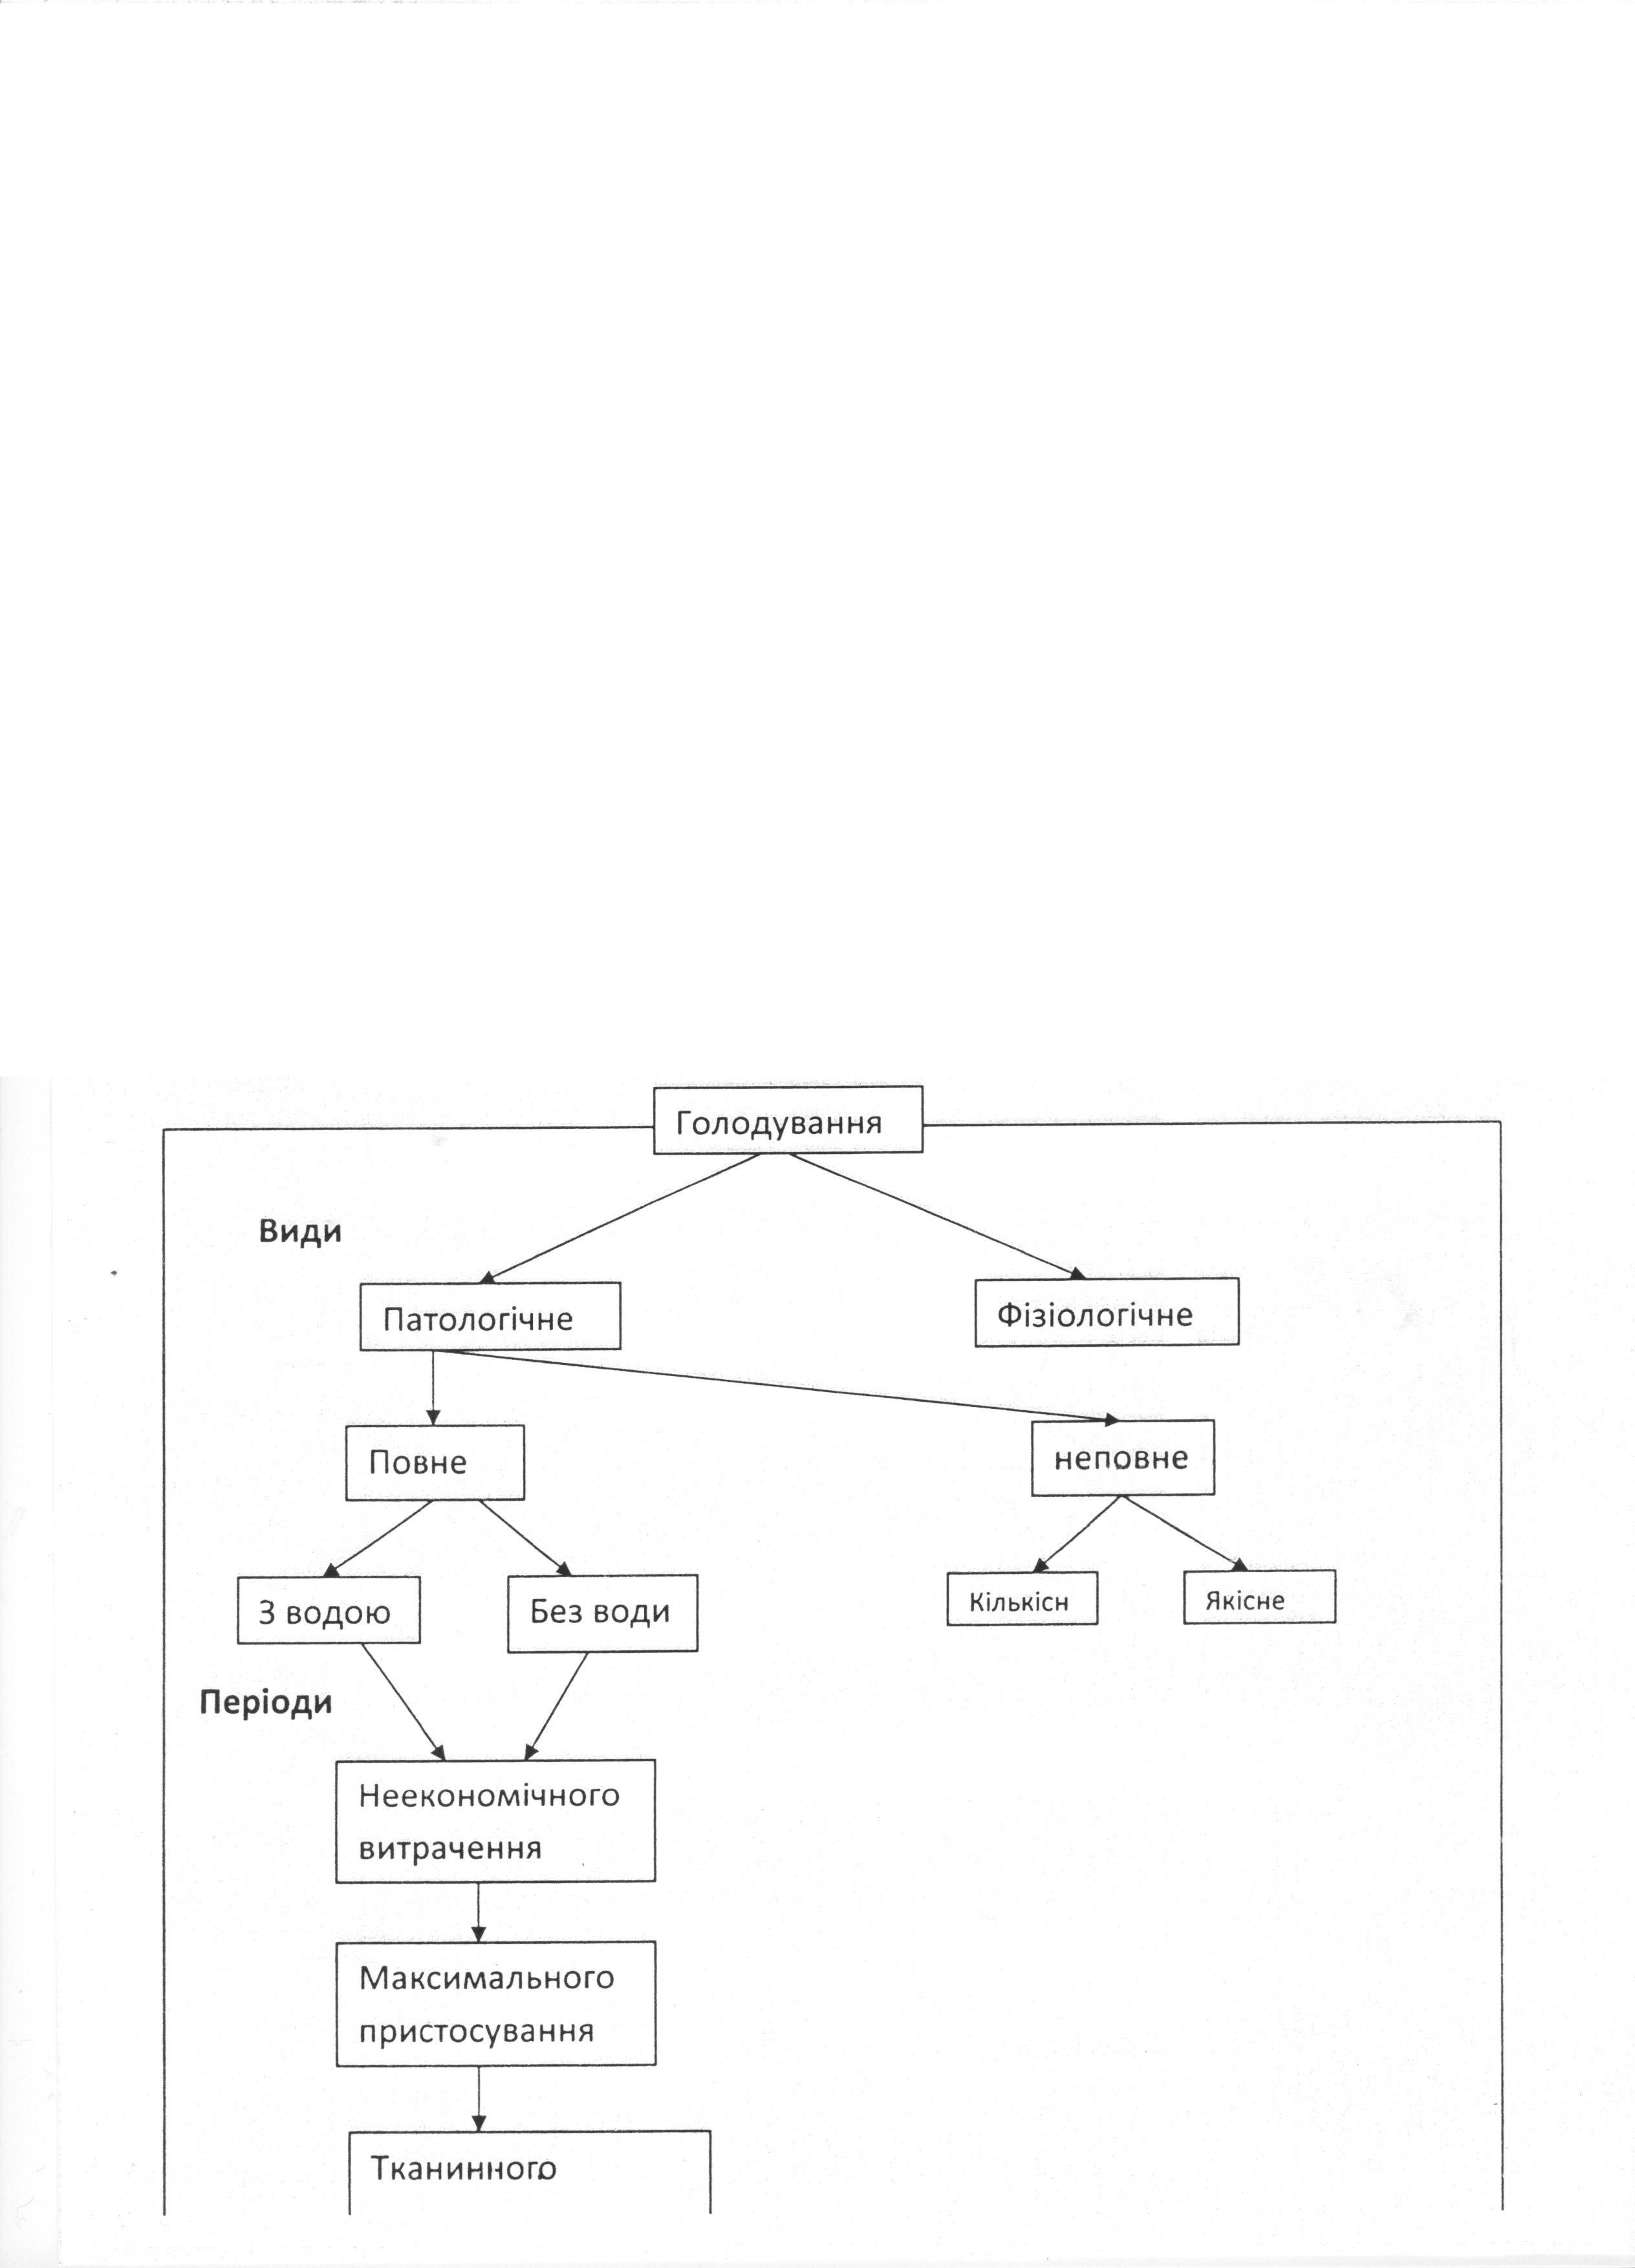 Голодування
Види
Патологічне
Фізіологічне
Повне
неповне
З водою
Без води
Кількісн
Якісне
Періоди
Неекономічного
витрачення
Максимального
пристосування
Тканинного